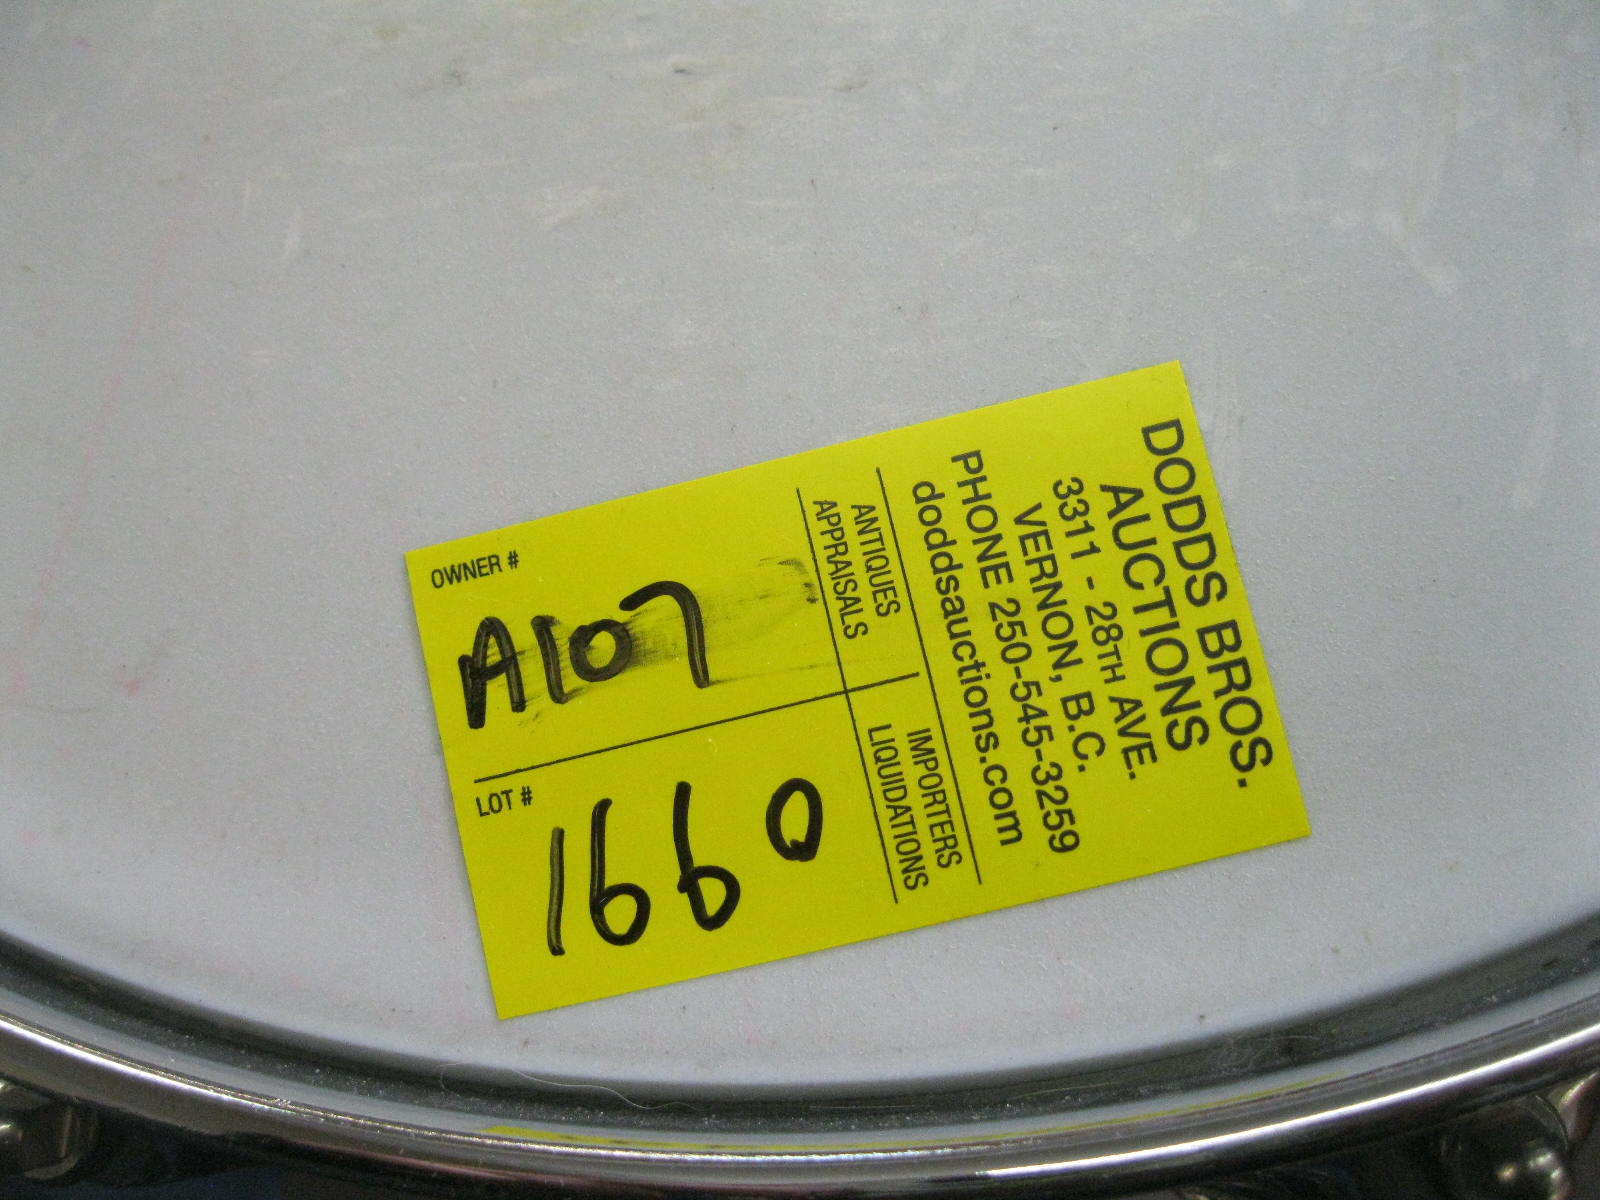 DODDS BROS.
AUCTIONS
3311 - 28TH AVE.
VERNON, B.C.
PHONE 250-545-3259
doddsauctions.com
ANTIQUES
APPRAISALS
IMPORTERS
LIQUIDATIONS
OWNER #
A107
LOT #
1660